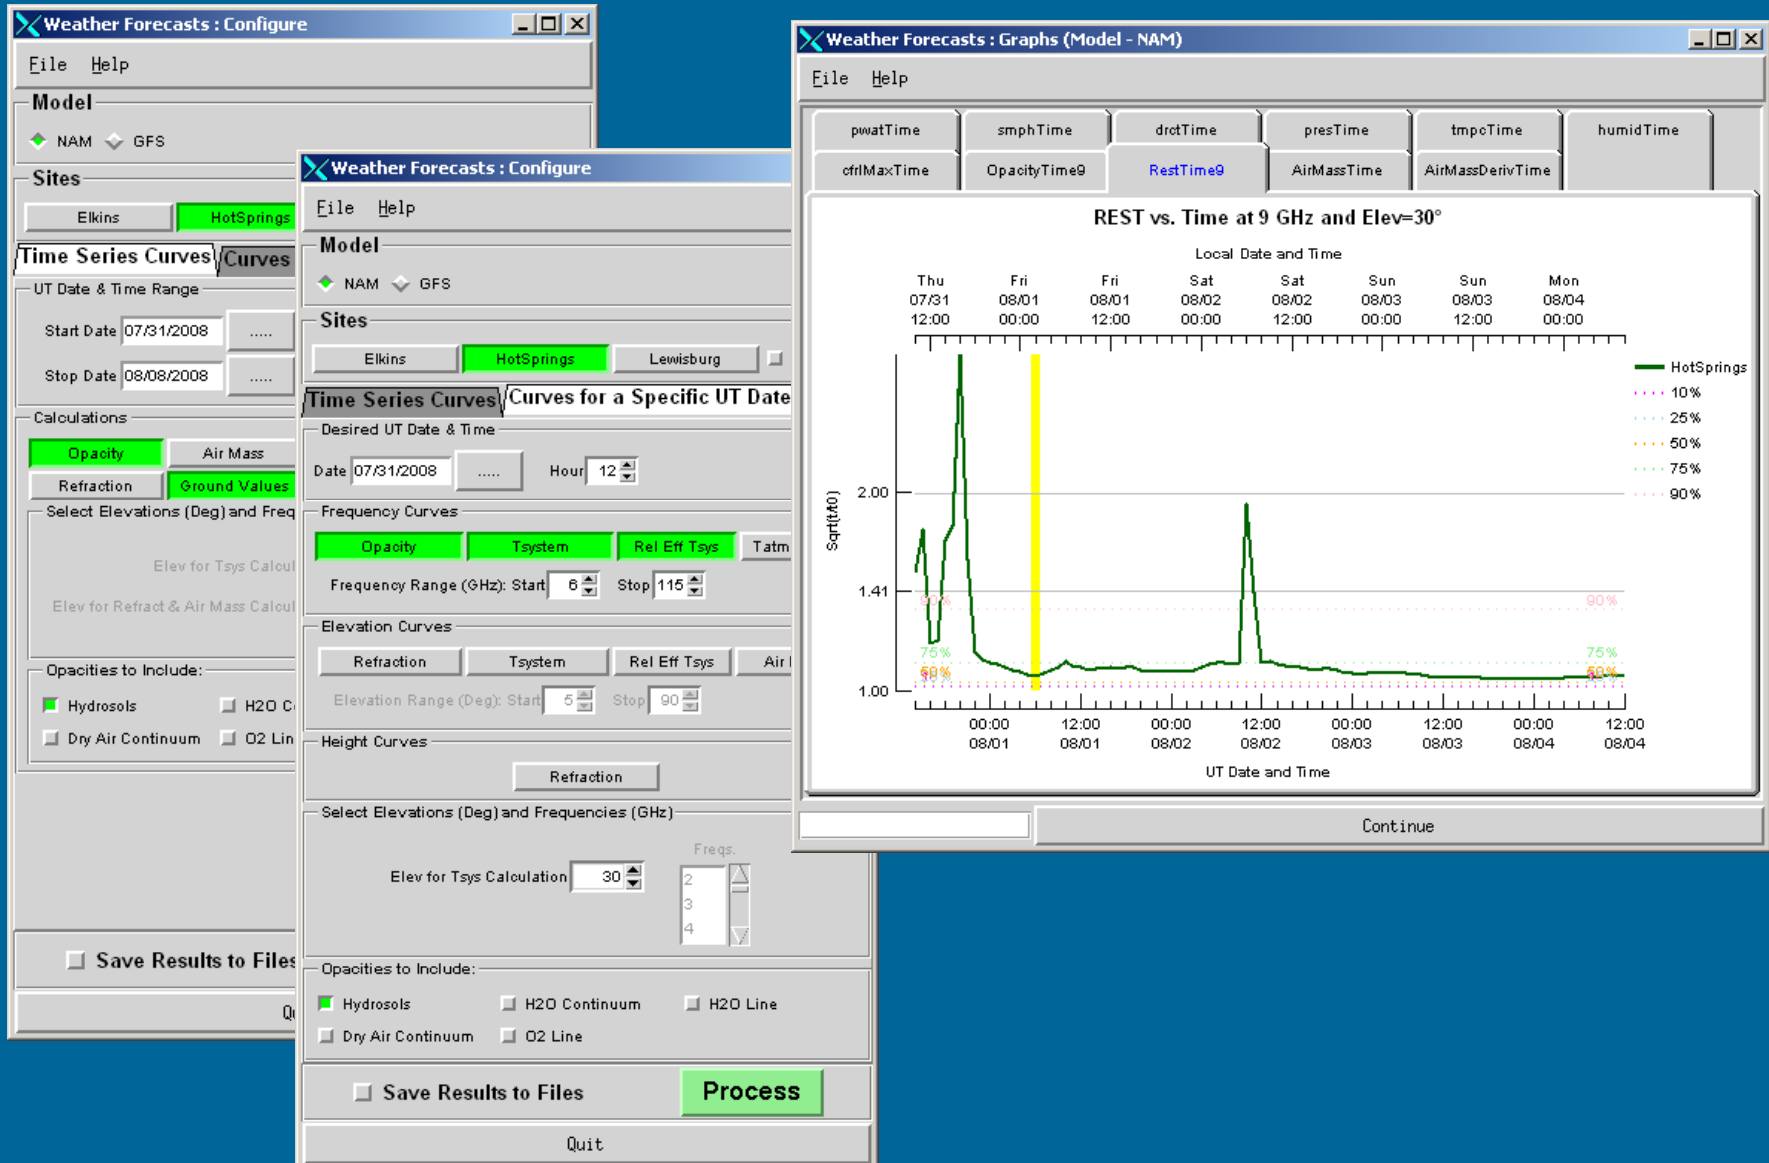 Weather Forecasts : Configure
File Help
Model
NAM GFS
Sites
Elkins HotSprings
Time Series Curves Curves
UT Date & Time Range
Start Date 07/31/2008 .....
Stop Date 08/08/2008 .....
Calculations
Opacity Air Mass
Refraction Ground Values
Select Elevations (Deg) and Freq
Elev for Tsys Calcul
Elev for Refract & Air Mass Calcul
Opacities to Include:
Hydrosols H2O C
Dry Air Continuum O2 Lin
Save Results to Files
Qu
Weather Forecasts : Configure
File Help
Model
NAM GFS
Sites
Elkins HotSprings Lewisburg
Time Series Curves Curves for a Specific UT Date
Desired UT Date & Time
Date 07/31/2008 ..... Hour 12
Frequency Curves
Opacity Tsystem Rel Eff Tsys Tatm
Frequency Range (GHz): Start 6 Stop 115
Elevation Curves
Refraction Tsystem Rel Eff Tsys Air
Elevation Range (Deg): Start 5 Stop 90
Height Curves
Refraction
Select Elevations (Deg) and Frequencies (GHz)
Freqs.
Elev for Tsys Calculation 30
2
3
4
Opacities to Include:
Hydrosols H2O Continuum H2O Line
Dry Air Continuum O2 Line
Save Results to Files Process
Quit
Weather Forecasts : Graphs (Model - NAM)
File Help
pwatTime smphTime drctTime presTime tmpcTime humidTime
cfrlMaxTime OpacityTime9 RestTime9 AirMassTime AirMassDerivTime
REST vs. Time at 9 GHz and Elev=30°
Local Date and Time
Thu Fri Fri Sat Sat Sun Sun Mon
07/31 08/01 08/01 08/02 08/02 08/03 08/03 08/04
12:00 00:00 12:00 00:00 12:00 00:00 12:00 00:00
HotSprings
10%
25%
50%
75%
90%
Sqrt(t/t0)
2.00
1.41
1.00
90% 90%
75% 75%
50% 50%
00:00 12:00 00:00 12:00 00:00 12:00 00:00 12:00
08/01 08/01 08/02 08/02 08/03 08/03 08/04 08/04
UT Date and Time
Continue